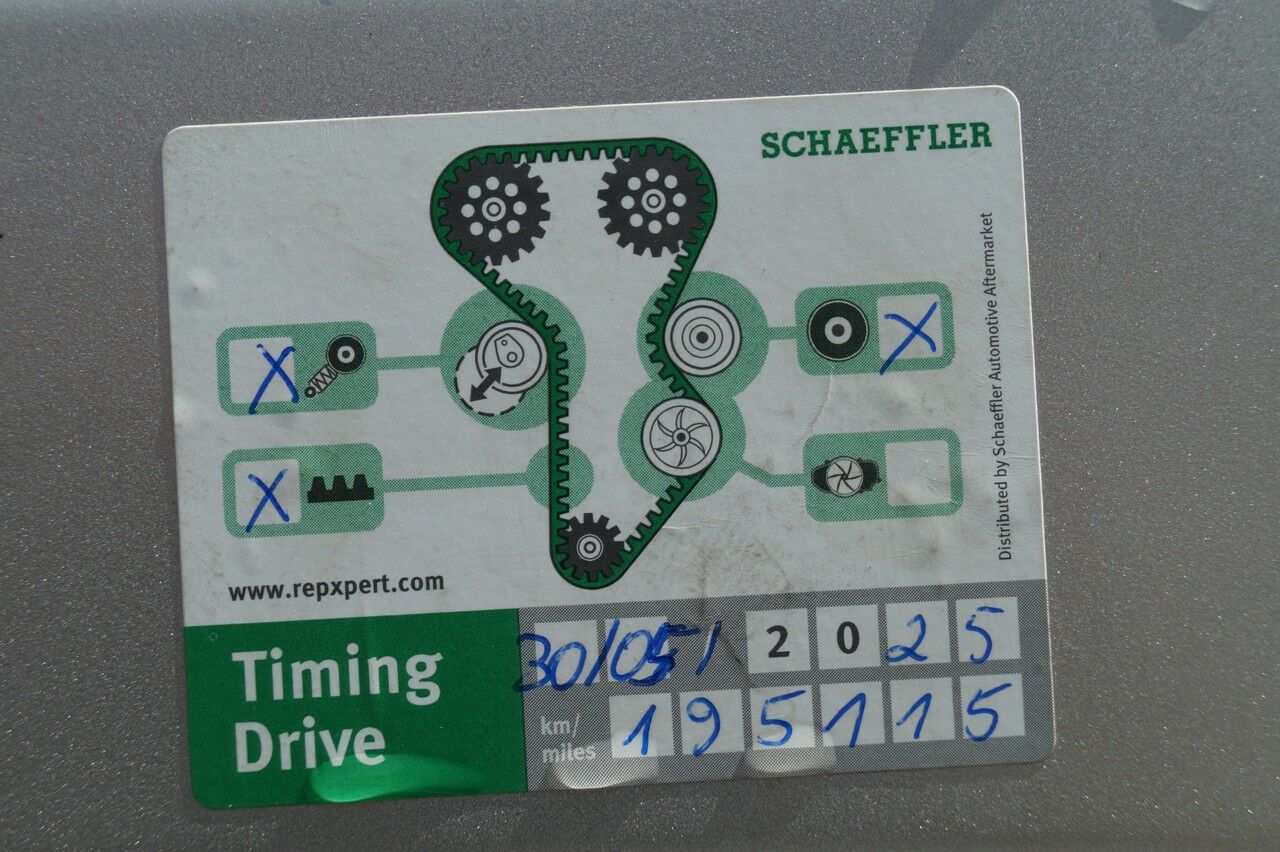 SCHAEFFLER
X
X
X
Distributed by Schaeffler Automotive Aftermarket
www.repxpert.com
Timing
Drive
30/05/ 2025
km/
miles
195115